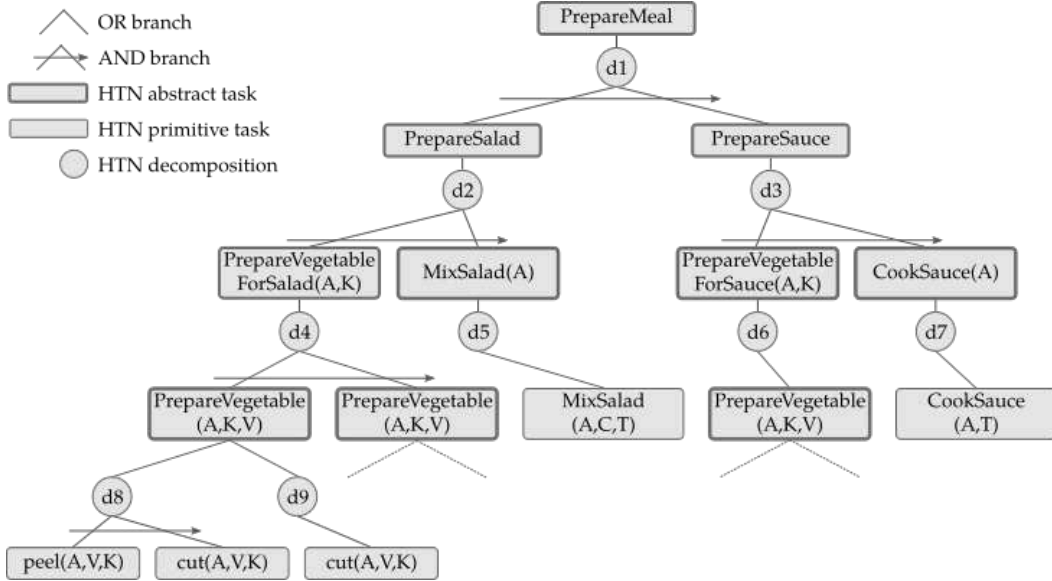 OR branch
AND branch
HTN abstract task
HTN primitive task
HTN decomposition
PrepareMeal
d1
PrepareSalad
PrepareSauce
d2
d3
PrepareVegetable
ForSalad(A,K)
MixSalad(A)
PrepareVegetable
ForSauce(A,K)
CookSauce(A)
d4
d5
d6
d7
PrepareVegetable
(A,K,V)
PrepareVegetable
(A,K,V)
MixSalad
(A,C,T)
PrepareVegetable
(A,K,V)
CookSauce
(A,T)
d8
d9
peel(A,V,K)
cut(A,V,K)
cut(A,V,K)